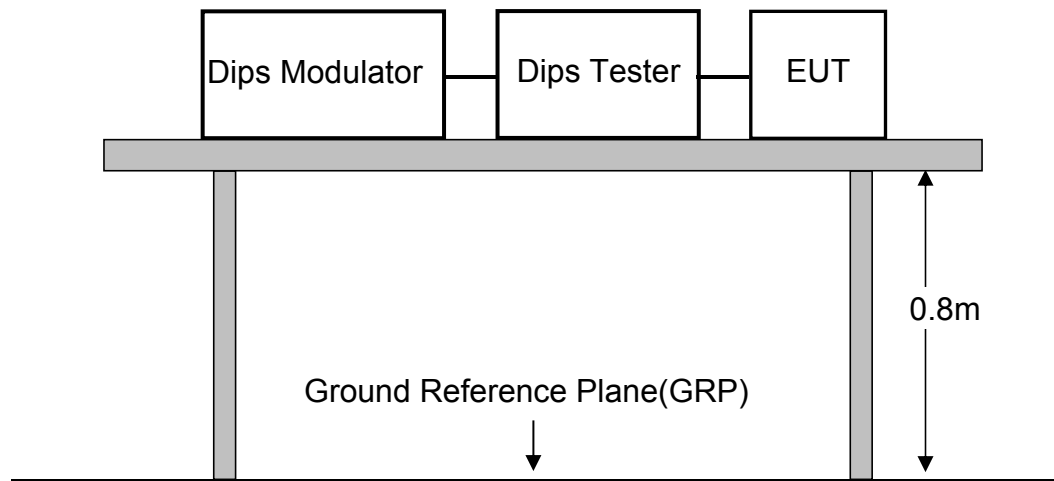 Dips Modulator
Dips Tester
EUT
0.8m
Ground Reference Plane(GRP)